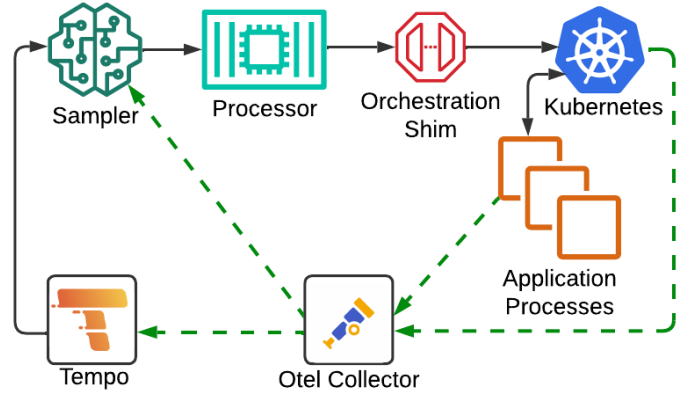 Sampler
Processor
Orchestration
Shim
Kubernetes
Application
Processes
Tempo
Otel Collector